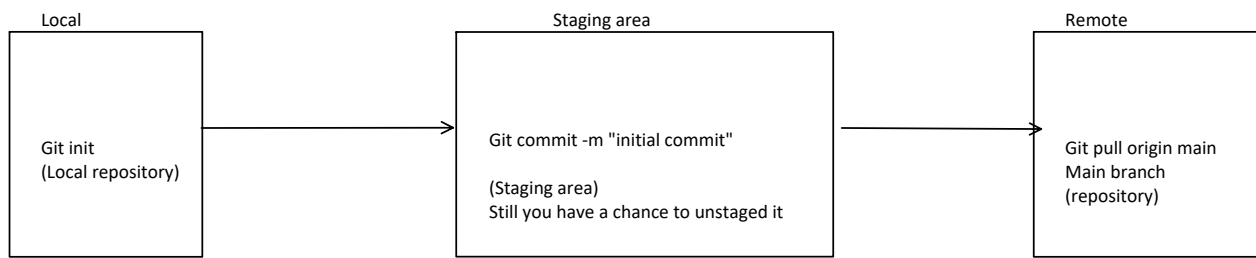 Local
Git init
(Local repository)
Staging area
Git commit -m "initial commit"
(Staging area)
Still you have a chance to unstaged it
Remote
Git pull origin main
Main branch
(repository)